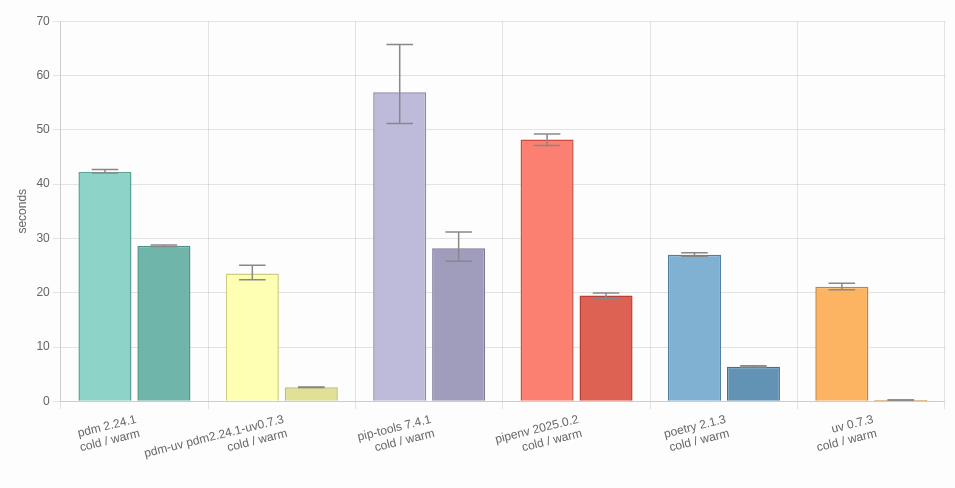 70
60
50
40
30
20
10
0
seconds
pdm 2.24.1
cold / warm
pdm-uv pdm2.24.1-uv0.7.3
cold / warm
pip-tools 7.4.1
cold / warm
pipenv 2025.0.2
cold / warm
poetry 2.1.3
cold / warm
uv 0.7.3
cold / warm